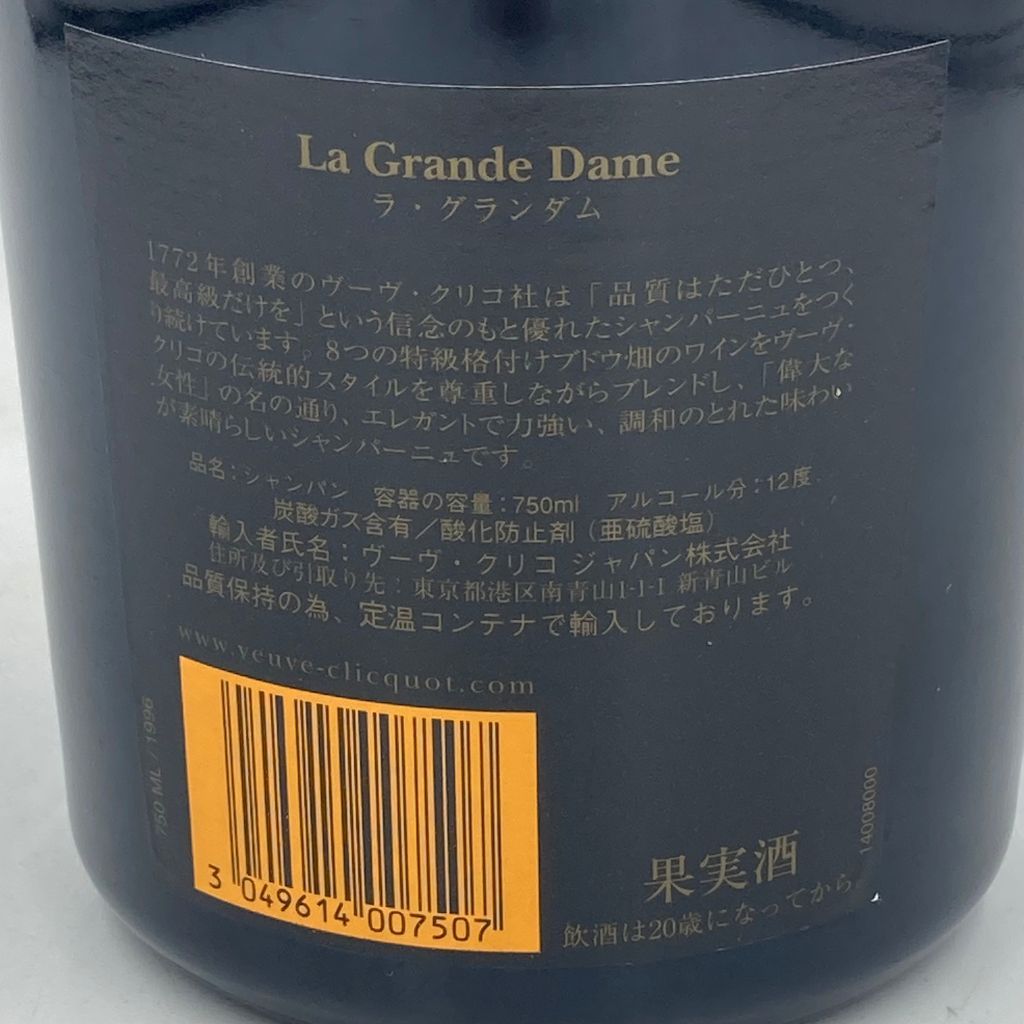 La Grande Dame
ラ・グランダム
1772年創業のヴーヴ・クリコ社は「品質はただひとつ、
最高級だけを」という信念のもと優れたシャンパーニュをつく
り続けています。8つの特級格付けブドウ畑のワインをヴーヴ・
クリコの伝統的スタイルを尊重しながらブレンドし、「偉大な
女性」の名の通り、エレガントで力強い、調和のとれた味わい
が素晴らしいシャンパーニュです。
品名：シャンパン 容器の容量：750ml アルコール分：12度
炭酸ガス含有／酸化防止剤（亜硫酸塩）
輸入者氏名：ヴーヴ・クリコ ジャパン株式会社
住所及び引取り先：東京都港区南青山1-1-1 新青山ビル
品質保持の為、定温コンテナで輸入しております。
www.veuve-clicquot.com
750 ML / 1996
3 049614 007507
14008000
果実酒
飲酒は20歳になってから。